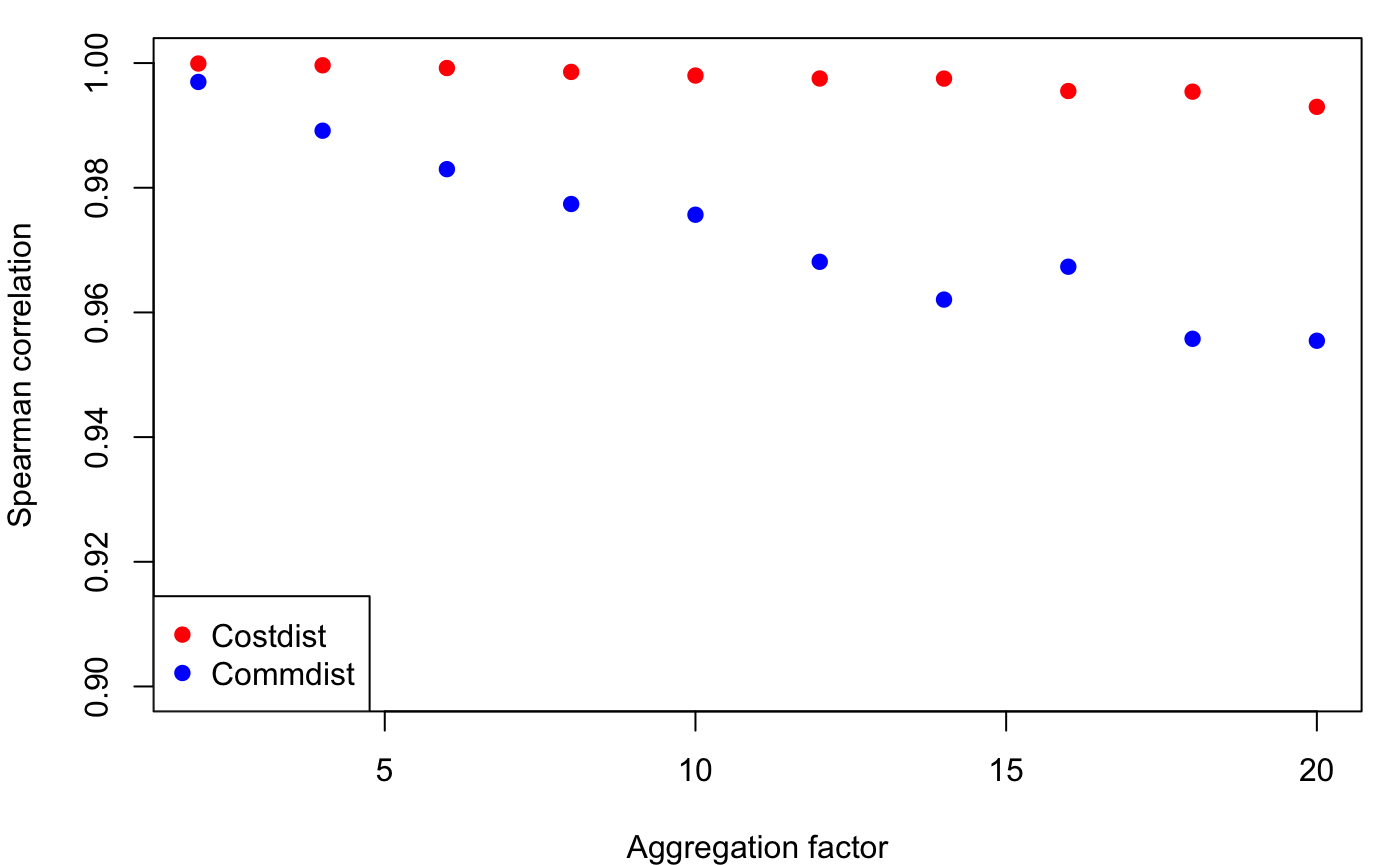 Spearman correlation
1.00
0.98
0.96
0.94
0.92
0.90
Costdist
Commdist
5 10 15 20
Aggregation factor